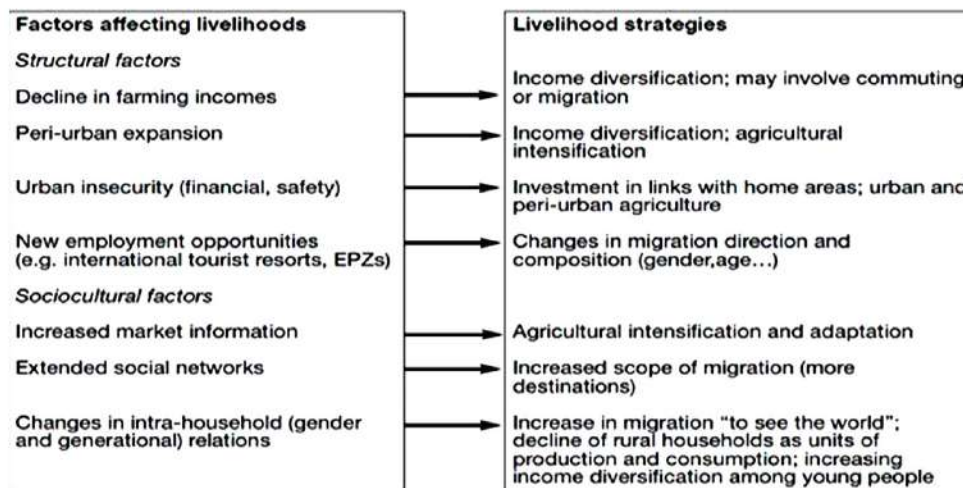 Factors affecting livelihoods
Structural factors
Decline in farming incomes
Peri-urban expansion
Urban insecurity (financial, safety)
New employment opportunities
(e.g. international tourist resorts, EPZs)
Sociocultural factors
Increased market information
Extended social networks
Changes in intra-household (gender
and generational) relations
Livelihood strategies
Income diversification; may involve commuting
or migration
Income diversification; agricultural
intensification
Investment in links with home areas; urban and
peri-urban agriculture
Changes in migration direction and
composition (gender,age...)
Agricultural intensification and adaptation
Increased scope of migration (more
destinations)
Increase in migration "to see the world";
decline of rural households as units of
production and consumption; increasing
income diversification among young people